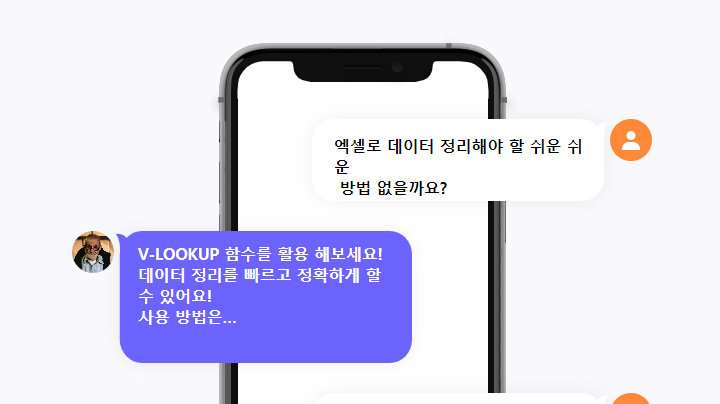 엑셀로 데이터 정리해야 할 쉬운 쉬
운
방법 없을까요?
V-LOOKUP 함수를 활용 해보세요!
데이터 정리를 빠르고 정확하게 할
수 있어요!
사용 방법은...